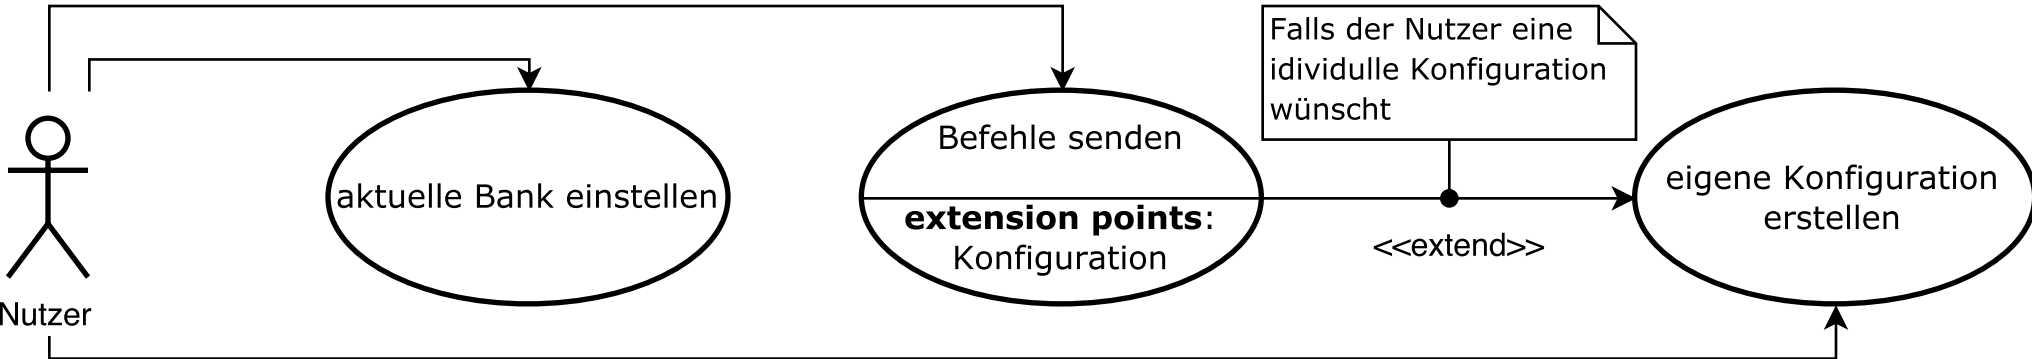 Nutzer
aktuelle Bank einstellen
Befehle senden
extension points:
Konfiguration
Falls der Nutzer eine
idividulle Konfiguration
wünscht
<<extend>>
eigene Konfiguration
erstellen